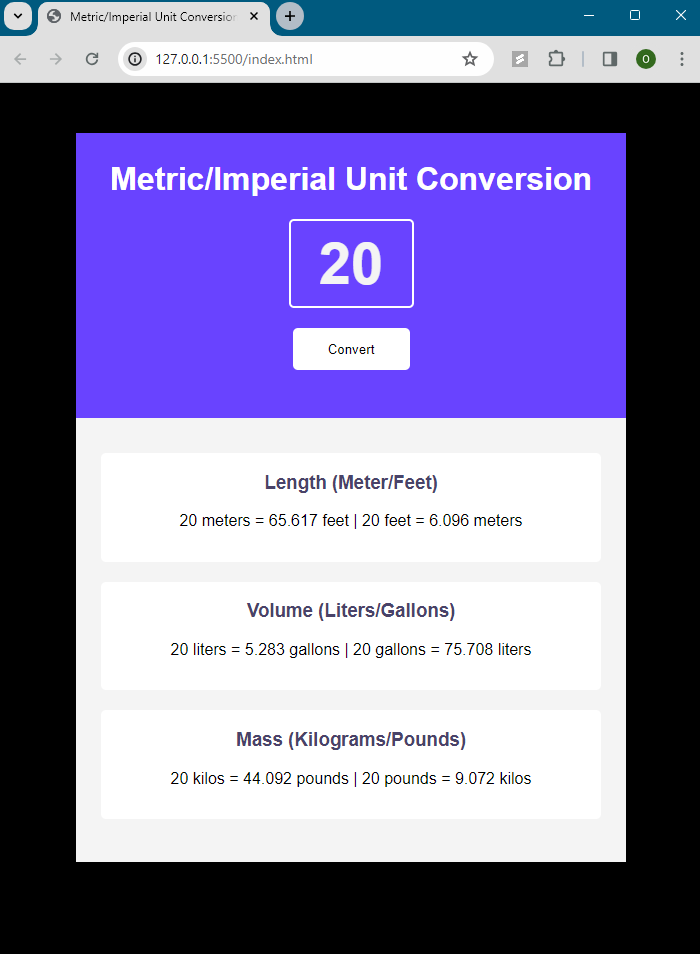 Metric/Imperial Unit Conversion
127.0.0.1:5500/index.html
O
Metric/Imperial Unit Conversion
20
Convert
Length (Meter/Feet)
20 meters = 65.617 feet | 20 feet = 6.096 meters
Volume (Liters/Gallons)
20 liters = 5.283 gallons | 20 gallons = 75.708 liters
Mass (Kilograms/Pounds)
20 kilos = 44.092 pounds | 20 pounds = 9.072 kilos